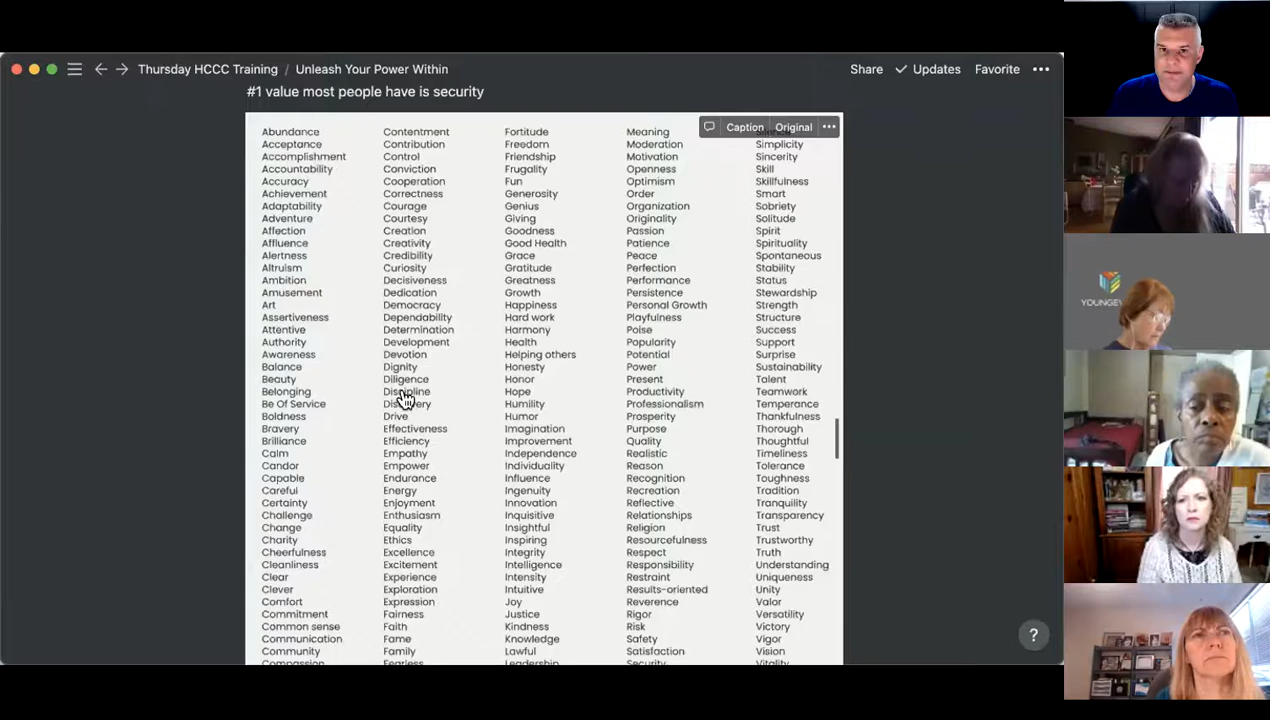 Thursday HCCC Training / Unleash Your Power Within
Share Updates Favorite
#1 value most people have is security
Caption Original
Abundance Contentment Fortitude Meaning
Acceptance Contribution Freedom Moderation Simplicity
Accomplishment Control Friendship Motivation Sincerity
Accountability Conviction Frugality Openness Skill
Accuracy Cooperation Fun Optimism Skillfulness
Achievement Correctness Generosity Order Smart
Adaptability Courage Genius Organization Sobriety
Adventure Courtesy Giving Originality Solitude
Affection Creation Goodness Passion Spirit
Affluence Creativity Good Health Patience Spirituality
Alertness Credibility Grace Peace Spontaneous
Altruism Curiosity Gratitude Perfection Stability
Ambition Decisiveness Greatness Performance Status
Amusement Dedication Growth Persistence Stewardship
Art Democracy Happiness Personal Growth Strength
Assertiveness Dependability Hard work Playfulness Structure
Attentive Determination Harmony Poise Success
Authority Development Health Popularity Support
Awareness Devotion Helping others Potential Surprise
Balance Dignity Honesty Power Sustainability
Beauty Diligence Honor Present Talent
Belonging Discipline Hope Productivity Teamwork
Be Of Service Discovery Humility Professionalism Temperance
Boldness Drive Humor Prosperity Thankfulness
Bravery Effectiveness Imagination Purpose Thorough
Brilliance Efficiency Improvement Quality Thoughtful
Calm Empathy Independence Realistic Timeliness
Candor Empower Individuality Reason Tolerance
Capable Endurance Influence Recognition Toughness
Careful Energy Ingenuity Recreation Tradition
Certainty Enjoyment Innovation Reflective Tranquility
Challenge Enthusiasm Inquisitive Relationships Transparency
Change Equality Insightful Religion Trust
Charity Ethics Inspiring Resourcefulness Trustworthy
Cheerfulness Excellence Integrity Respect Truth
Cleanliness Excitement Intelligence Responsibility Understanding
Clear Experience Intensity Restraint Uniqueness
Clever Exploration Intuitive Results-oriented Unity
Comfort Expression Joy Reverence Valor
Commitment Fairness Justice Rigor Versatility
Common sense Faith Kindness Risk Victory
Communication Fame Knowledge Safety Vigor
Community Family Lawful Satisfaction Vision
Compassion Fearless Leadership Security Vitality
?